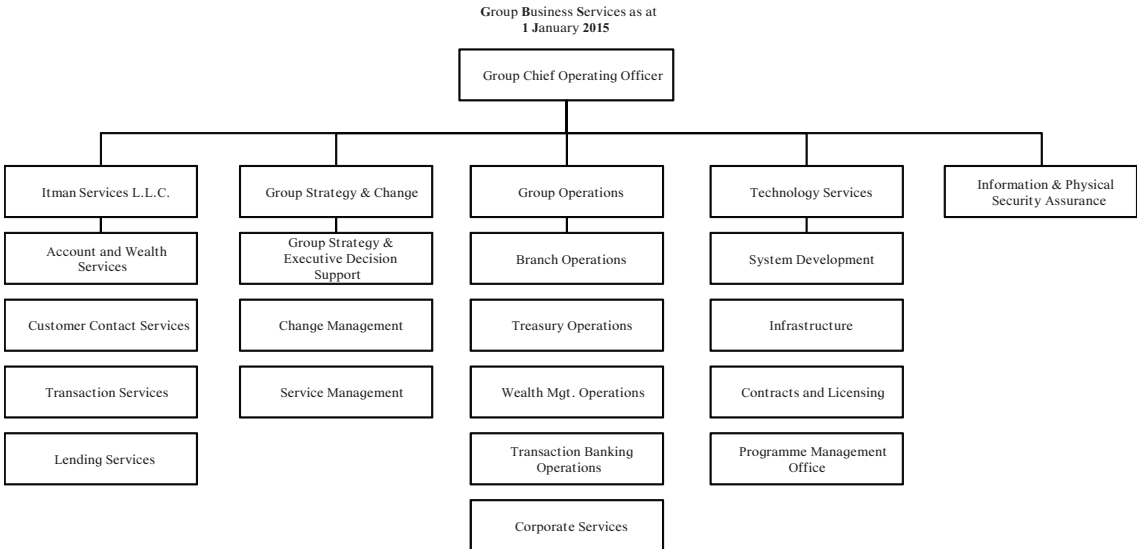 Group Business Services as at
1 January 2015
Group Chief Operating Officer
Itman Services L.L.C.
Group Strategy & Change
Group Operations
Technology Services
Information & Physical
Security Assurance
Account and Wealth
Services
Group Strategy &
Executive Decision
Support
Branch Operations
System Development
Customer Contact Services
Change Management
Treasury Operations
Infrastructure
Transaction Services
Service Management
Wealth Mgt. Operations
Contracts and Licensing
Lending Services
Transaction Banking
Operations
Programme Management
Office
Corporate Services